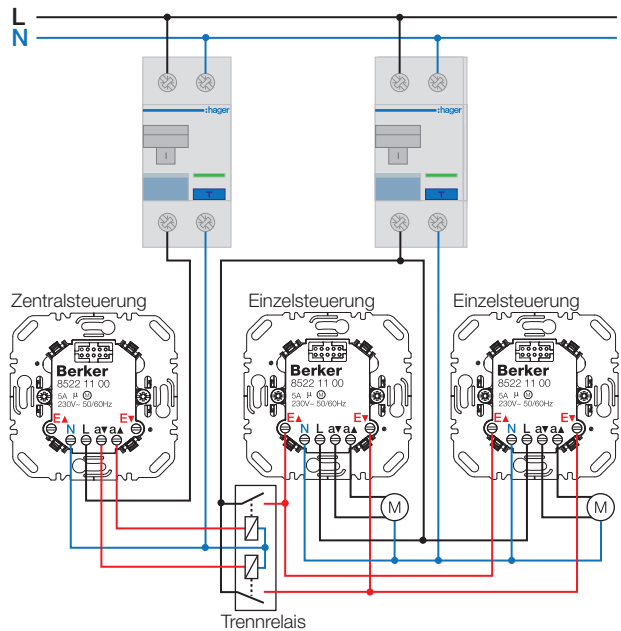 L
N
:hager
I
T
:hager
I
T
Zentralsteuerung
Einzelsteuerung
Einzelsteuerung
Berker
8522 11 00
5A µ M
230V~ 50/60Hz
E▲ N L a▼ a▲ E▼
Berker
8522 11 00
5A µ M
230V~ 50/60Hz
E▲ N L a▼ a▲ E▼
Berker
8522 11 00
5A µ M
230V~ 50/60Hz
E▲ N L a▼ a▲ E▼
M
M
Trennrelais